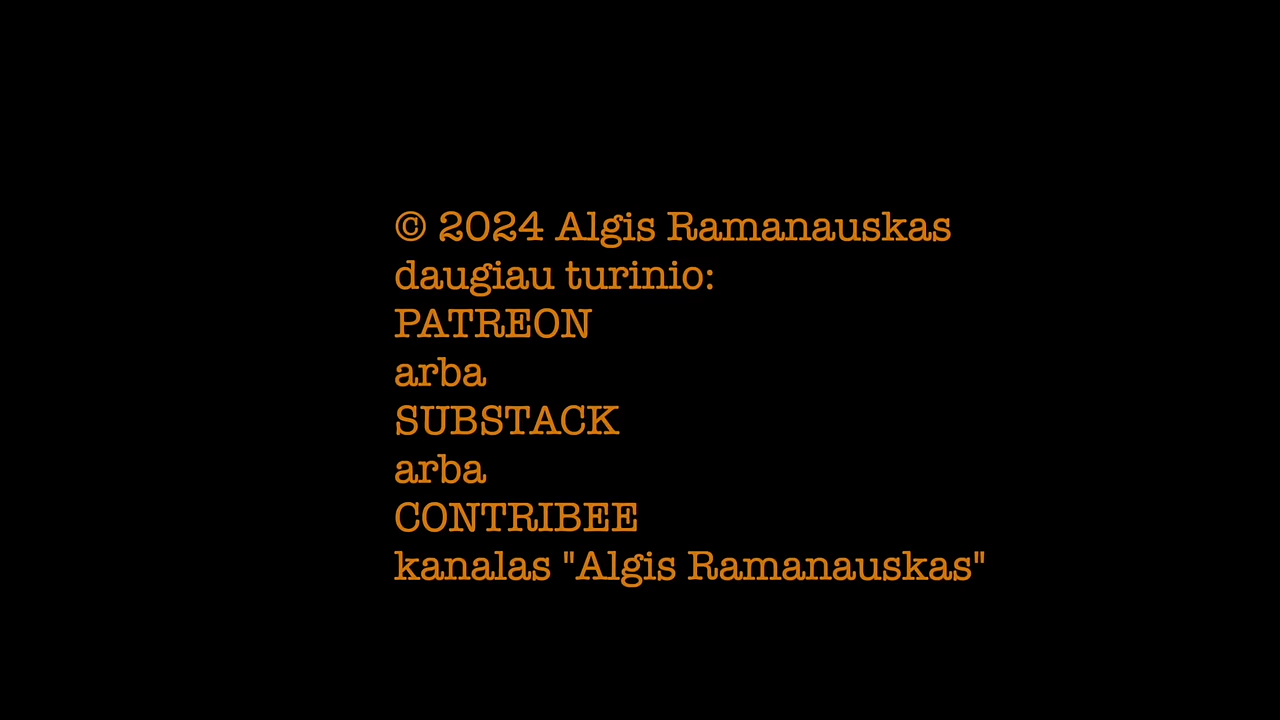 © 2024 Algis Ramanauskas
daugiau turinio:
PATREON
arba
SUBSTACK
arba
CONTRIBEE
kanalas "Algis Ramanauskas"